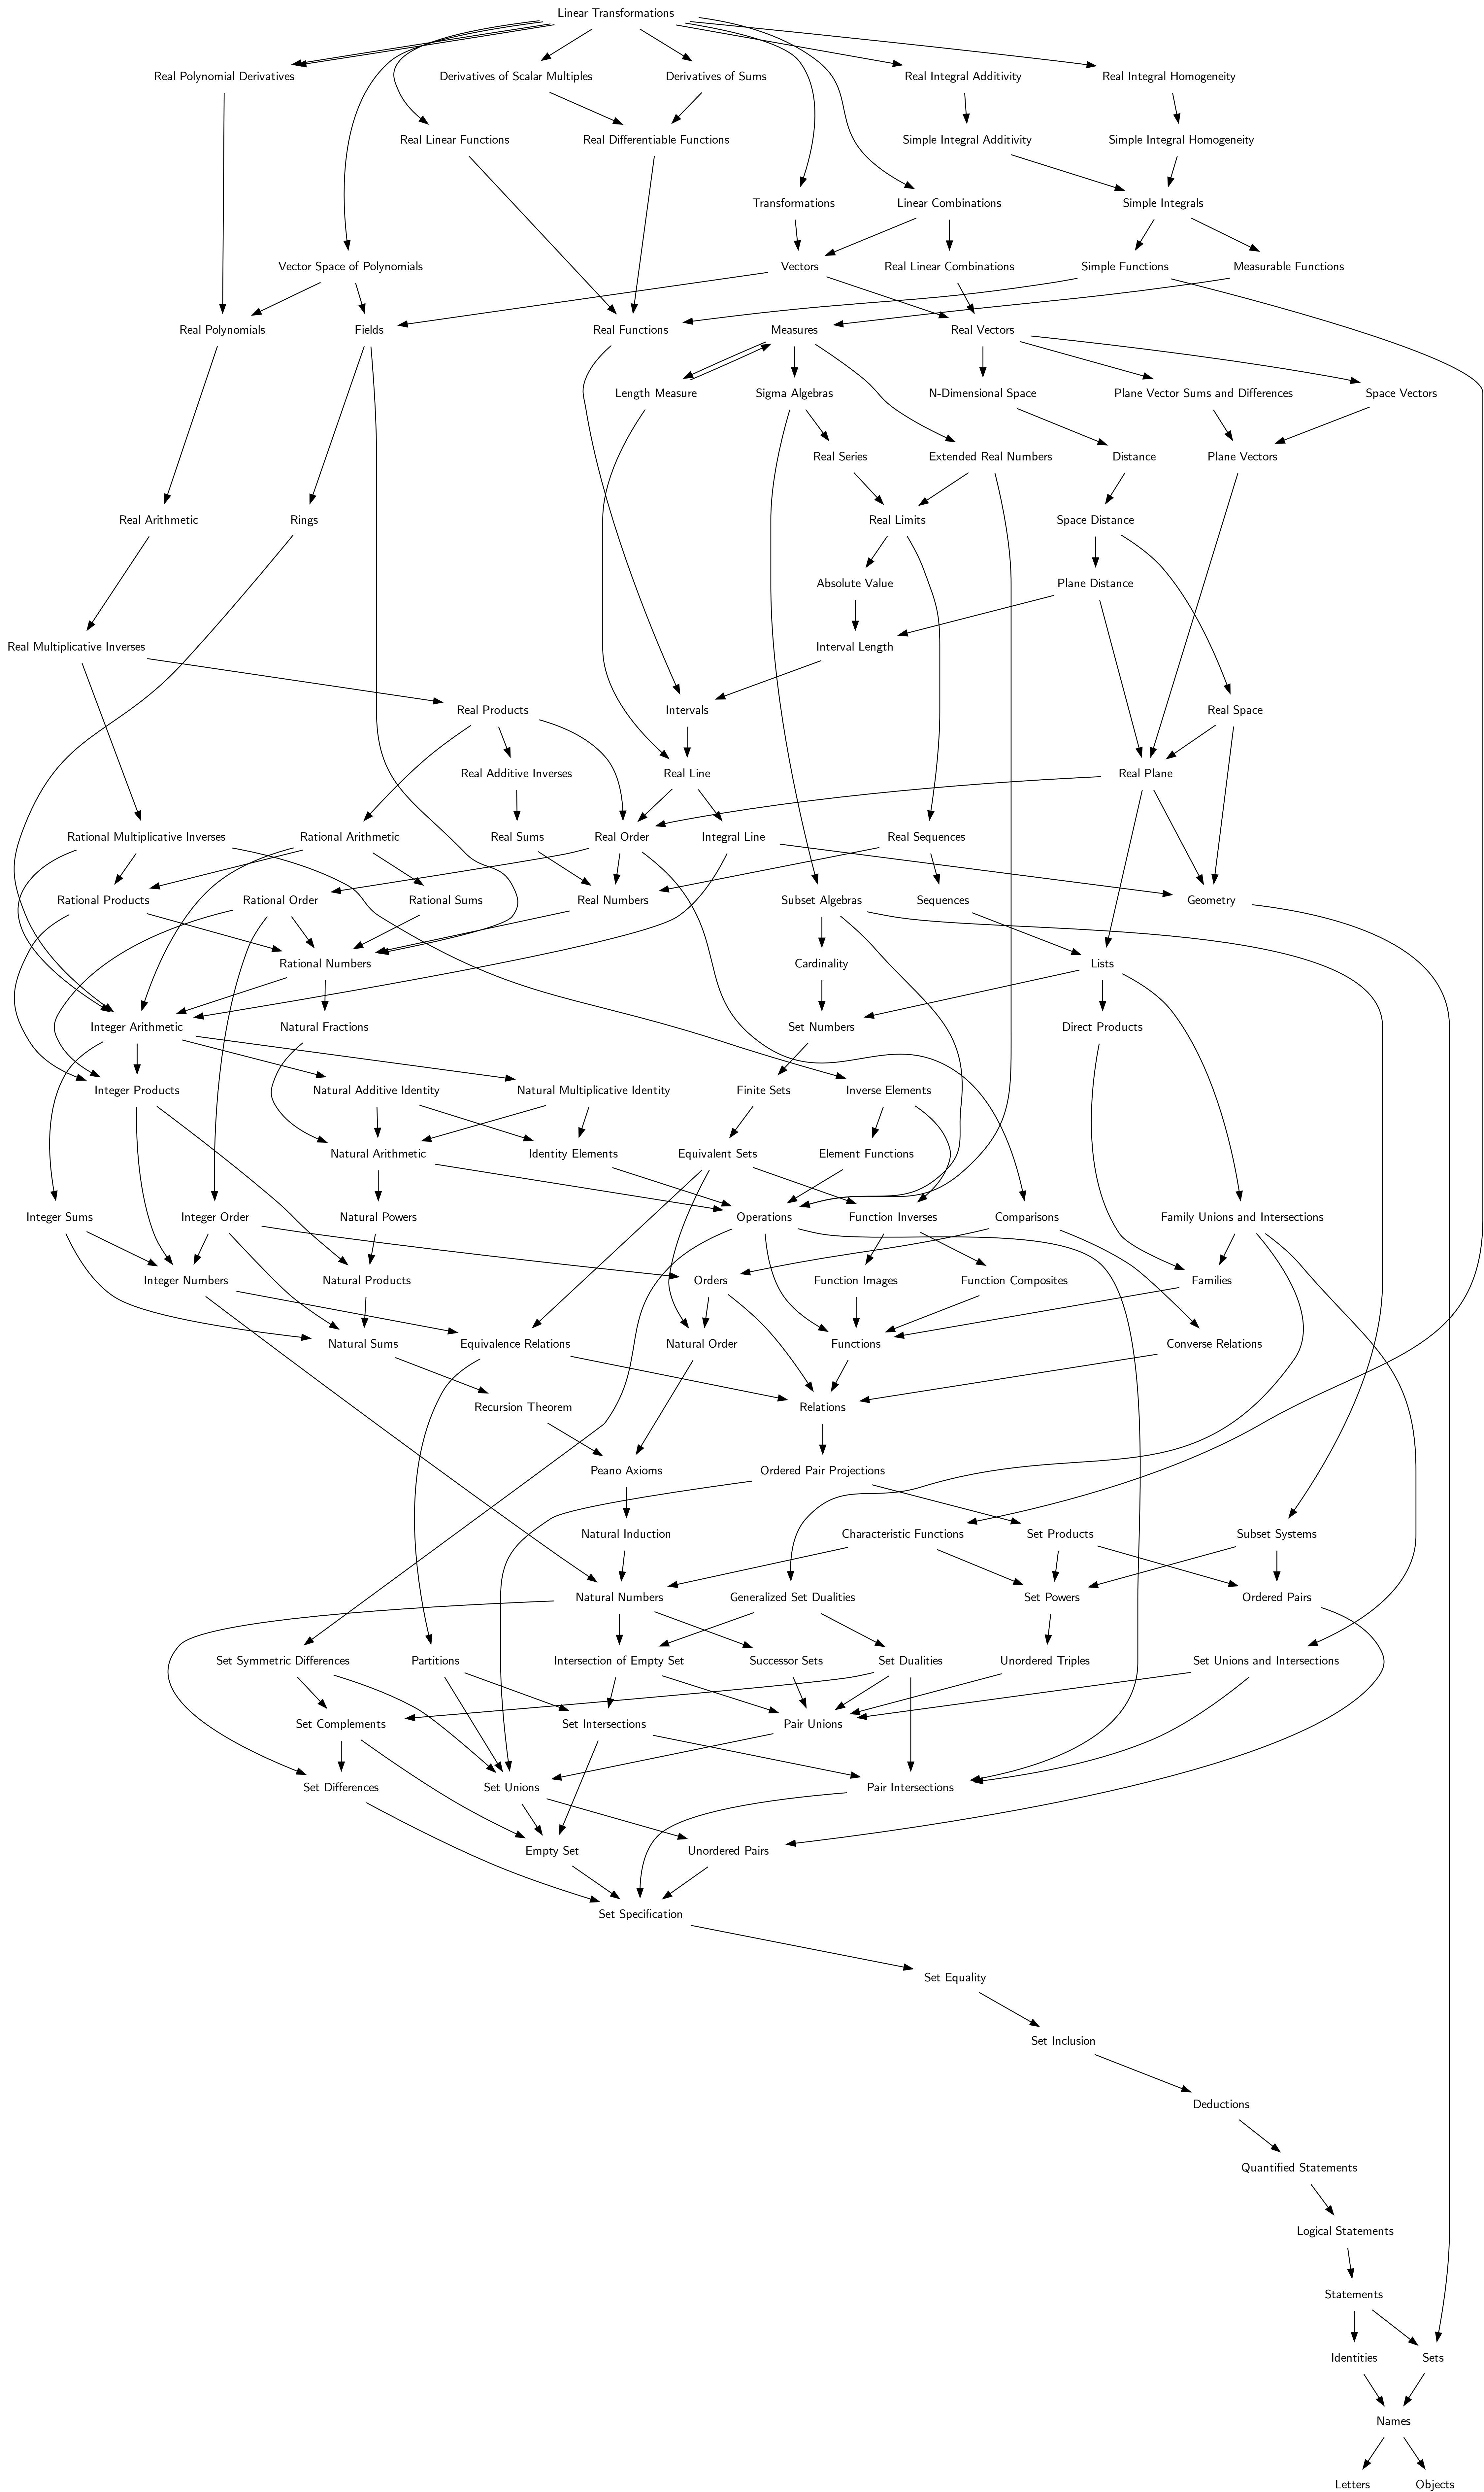 Linear Transformations
Real Polynomial Derivatives
Derivatives of Scalar Multiples
Derivatives of Sums
Real Integral Additivity
Real Integral Homogeneity
Real Linear Functions
Real Differentiable Functions
Simple Integral Additivity
Simple Integral Homogeneity
Transformations
Linear Combinations
Simple Integrals
Vector Space of Polynomials
Vectors
Real Linear Combinations
Simple Functions
Measurable Functions
Real Polynomials
Fields
Real Functions
Measures
Real Vectors
Length Measure
Sigma Algebras
N-Dimensional Space
Plane Vector Sums and Differences
Space Vectors
Real Series
Extended Real Numbers
Distance
Plane Vectors
Real Arithmetic
Rings
Real Limits
Space Distance
Absolute Value
Plane Distance
Real Multiplicative Inverses
Interval Length
Real Products
Intervals
Real Space
Real Additive Inverses
Real Line
Real Plane
Rational Multiplicative Inverses
Rational Arithmetic
Real Sums
Real Order
Integral Line
Real Sequences
Rational Products
Rational Order
Rational Sums
Real Numbers
Subset Algebras
Sequences
Geometry
Rational Numbers
Cardinality
Lists
Integer Arithmetic
Natural Fractions
Set Numbers
Direct Products
Integer Products
Natural Additive Identity
Natural Multiplicative Identity
Finite Sets
Inverse Elements
Natural Arithmetic
Identity Elements
Equivalent Sets
Element Functions
Integer Sums
Integer Order
Natural Powers
Operations
Function Inverses
Comparisons
Family Unions and Intersections
Integer Numbers
Natural Products
Orders
Function Images
Function Composites
Families
Natural Sums
Equivalence Relations
Natural Order
Functions
Converse Relations
Recursion Theorem
Relations
Peano Axioms
Ordered Pair Projections
Natural Induction
Characteristic Functions
Set Products
Subset Systems
Natural Numbers
Generalized Set Dualities
Set Powers
Ordered Pairs
Set Symmetric Differences
Partitions
Intersection of Empty Set
Successor Sets
Set Dualities
Unordered Triples
Set Unions and Intersections
Set Complements
Set Intersections
Pair Unions
Set Differences
Set Unions
Pair Intersections
Empty Set
Unordered Pairs
Set Specification
Set Equality
Set Inclusion
Deductions
Quantified Statements
Logical Statements
Statements
Identities
Sets
Names
Letters
Objects